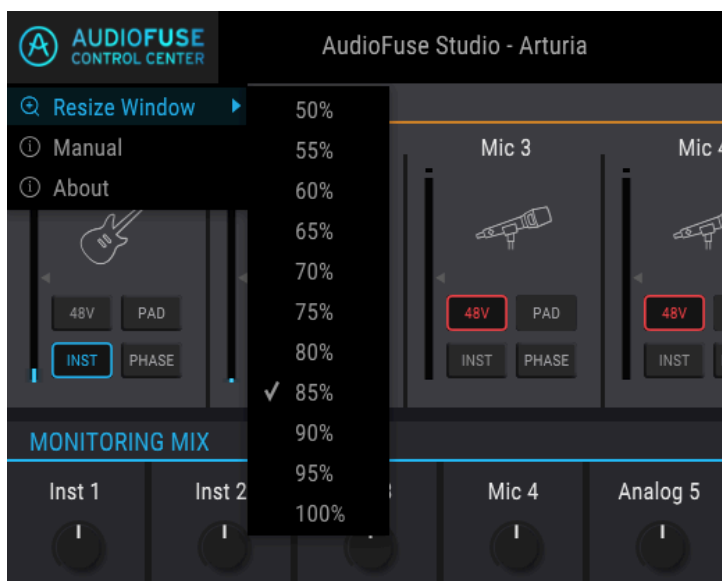 AUDIOFUSE
CONTROL CENTER
AudioFuse Studio - Arturia
Resize Window
Manual
About
50%
55%
60%
65%
70%
75%
80%
85%
90%
95%
100%
Mic 3
Mic
48V PAD
INST PHASE
48V PAD
INST PHASE
48V
INST
MONITORING MIX
Inst 1 Inst 2 Mic 4 Analog 5